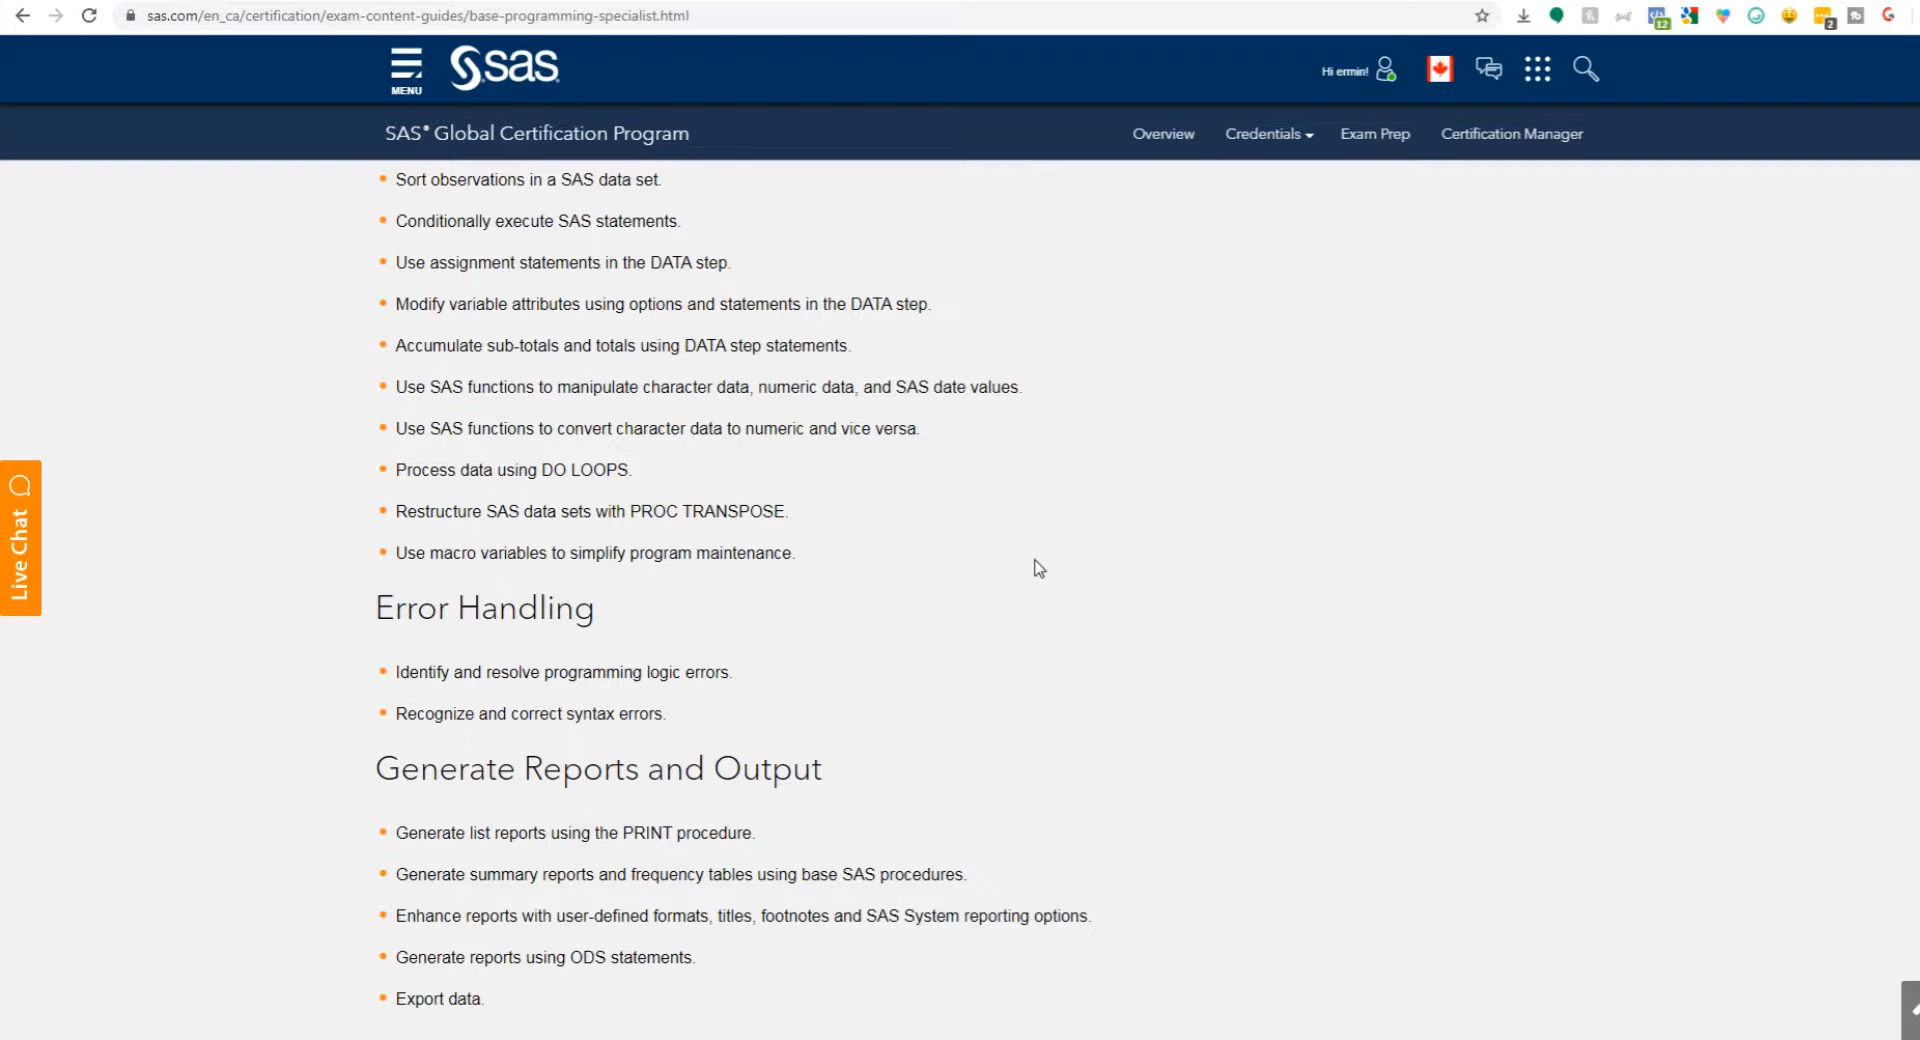 sas.com/en_ca/certification/exam-content-guides/base-programming-specialist.html
12
2
MENU
sas
Hi ermin!
SAS® Global Certification Program
Overview
Credentials
Exam Prep
Certification Manager
Sort observations in a SAS data set.
Conditionally execute SAS statements.
Use assignment statements in the DATA step.
Modify variable attributes using options and statements in the DATA step.
Accumulate sub-totals and totals using DATA step statements.
Use SAS functions to manipulate character data, numeric data, and SAS date values.
Use SAS functions to convert character data to numeric and vice versa.
Process data using DO LOOPS.
Restructure SAS data sets with PROC TRANSPOSE.
Use macro variables to simplify program maintenance.
Live Chat
Error Handling
Identify and resolve programming logic errors.
Recognize and correct syntax errors.
Generate Reports and Output
Generate list reports using the PRINT procedure.
Generate summary reports and frequency tables using base SAS procedures.
Enhance reports with user-defined formats, titles, footnotes and SAS System reporting options.
Generate reports using ODS statements.
Export data.